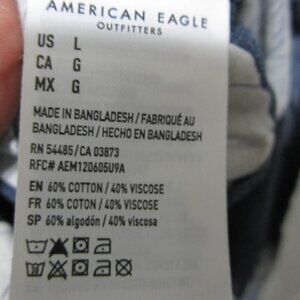 AMERICAN EAGLE
OUTFITTERS
US L
CA G
MX G
MADE IN BANGLADESH / FABRIQUÉ AU
BANGLADESH / HECHO EN BANGLADESH
RN 54485/CA 03873
RFC# AEM120605U9A
EN 60% COTTON / 40% VISCOSE
FR 60% COTON / 40% VISCOSE
SP 60% algodón / 40% viscosa